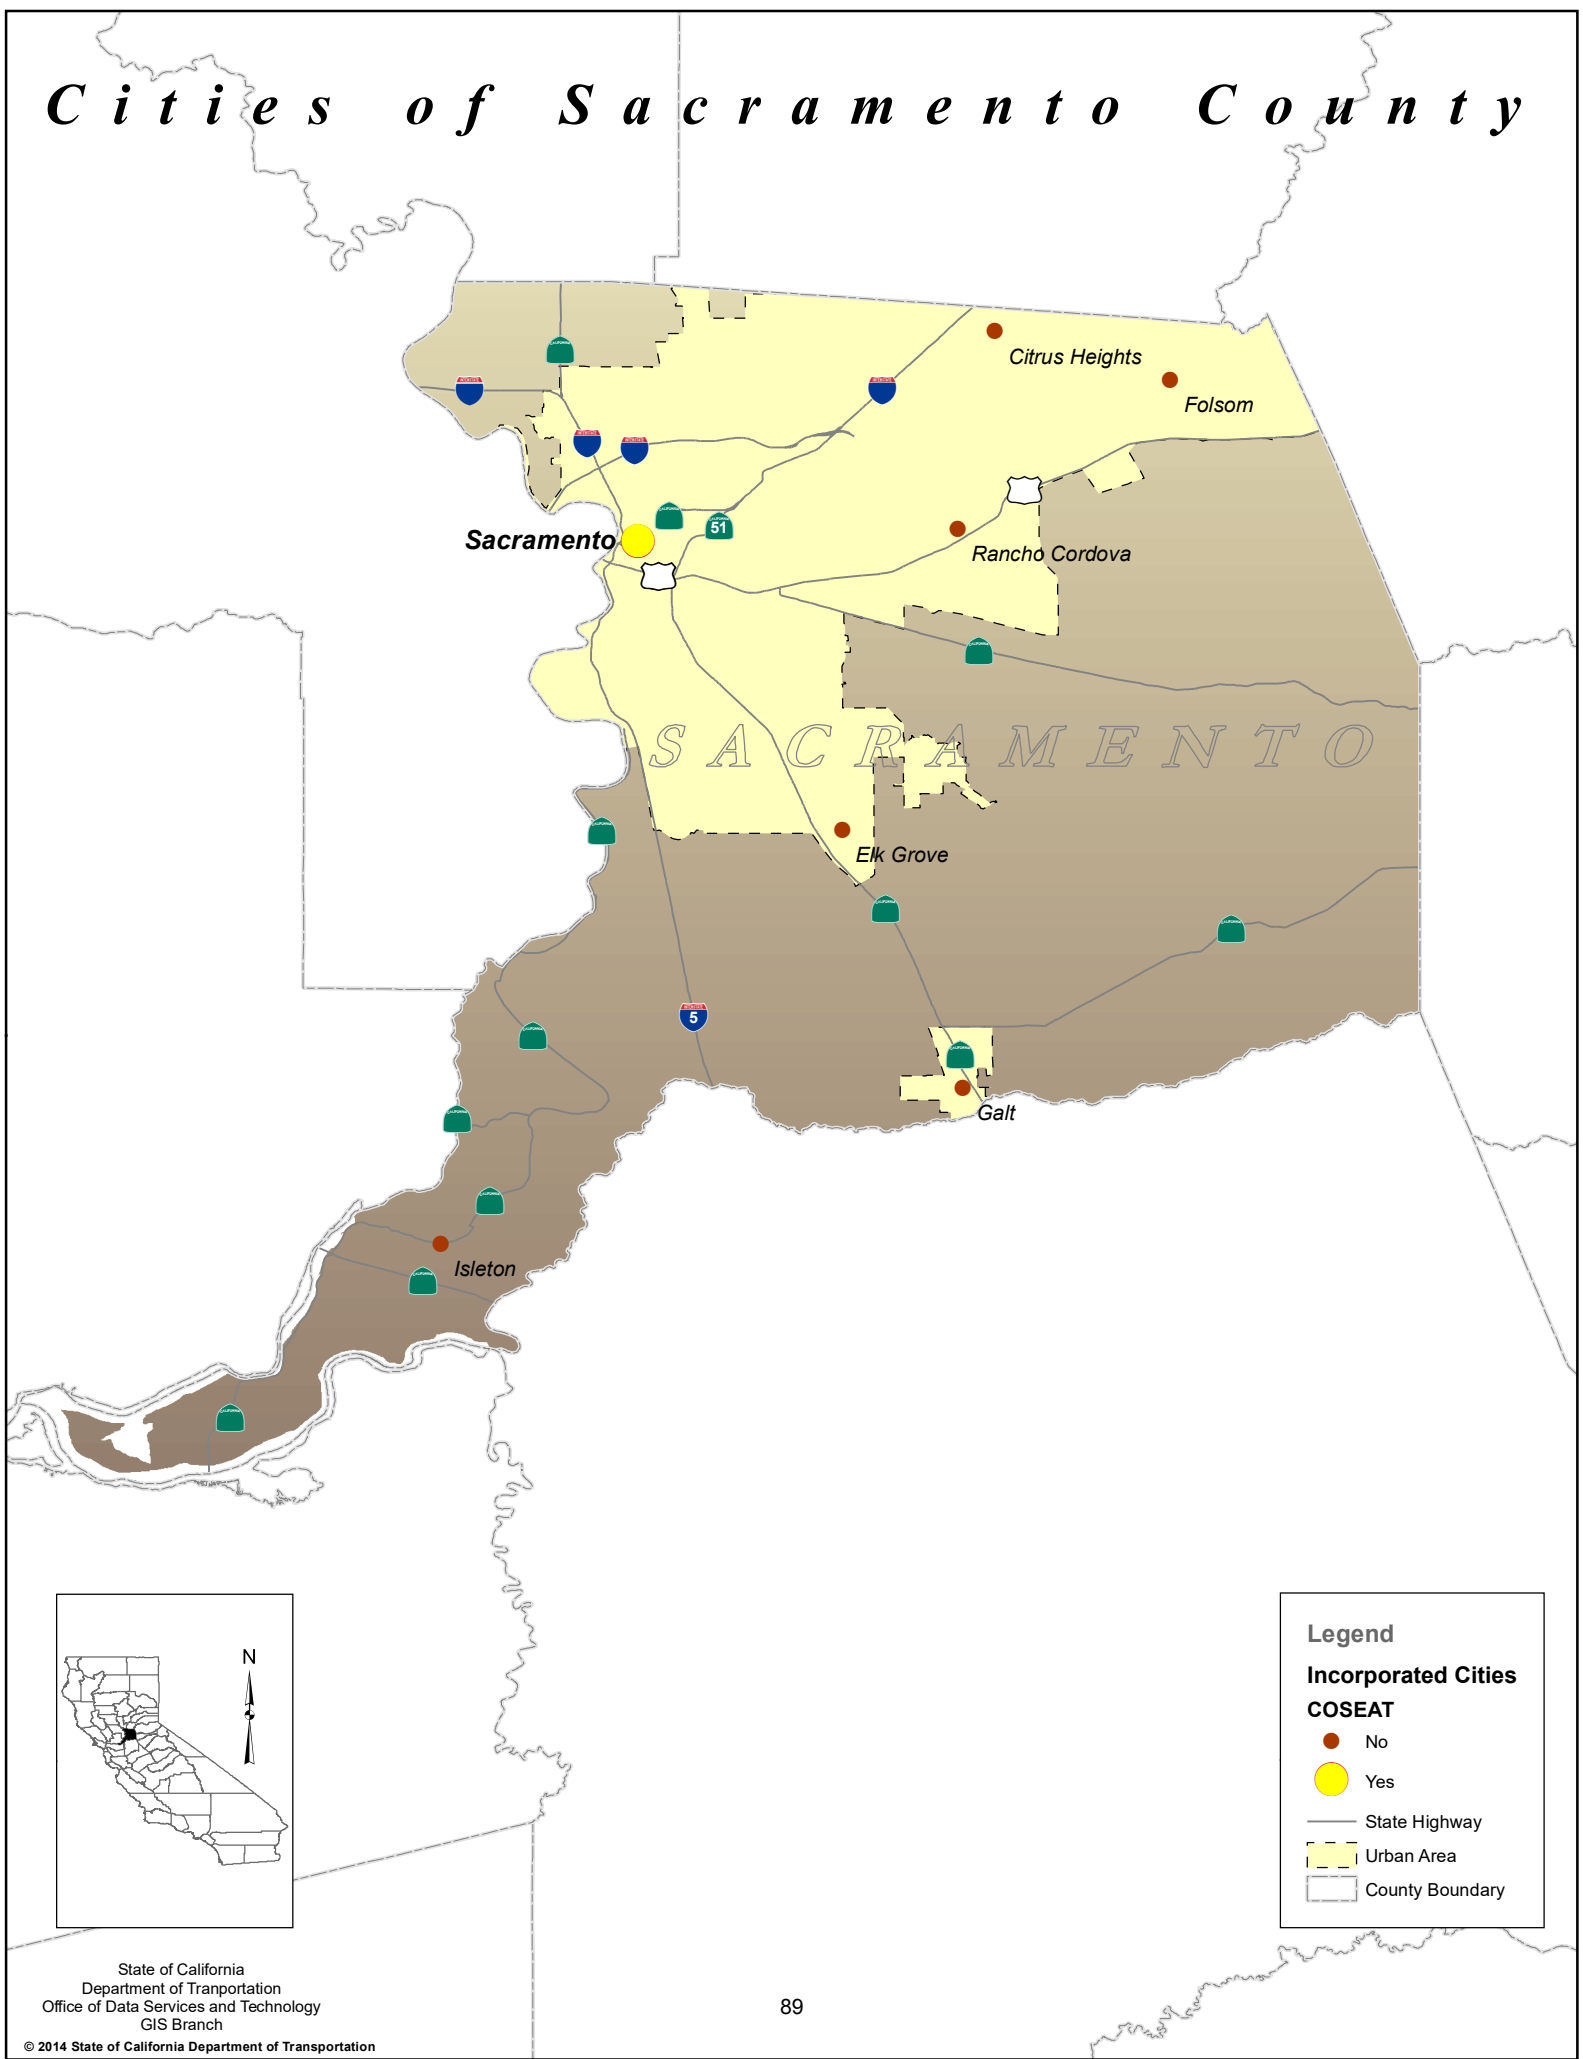 Cities of Sacramento County
Citrus Heights
Folsom
51
Sacramento
Rancho Cordova
SACRAMENTO
Elk Grove
5
Galt
Isleton
N
Legend
Incorporated Cities
COSEAT
No
Yes
State Highway
Urban Area
County Boundary
State of California
Department of Tranportation
Office of Data Services and Technology
GIS Branch
© 2014 State of California Department of Transportation
89